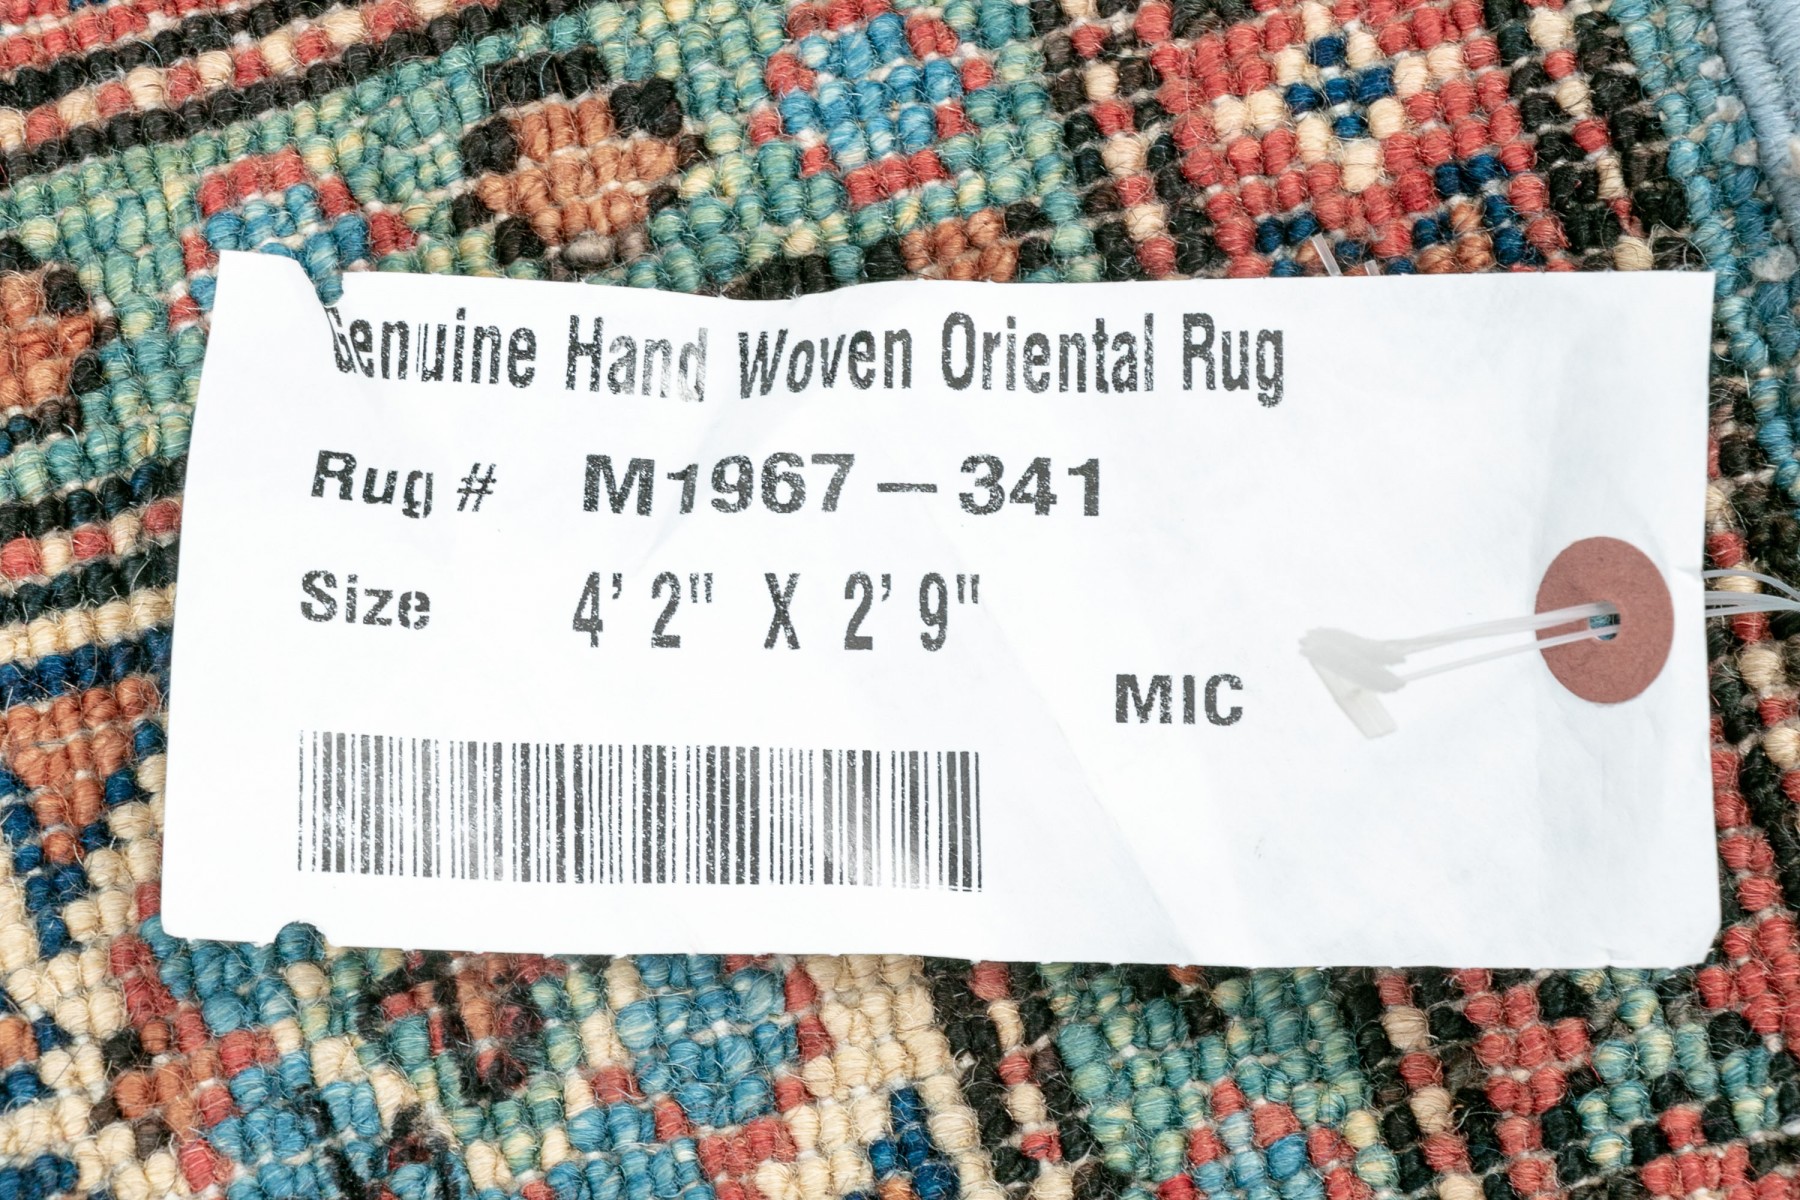 Genuine Hand Woven Oriental Rug
Rug # M1967-341
Size 4' 2" X 2' 9"
MIC